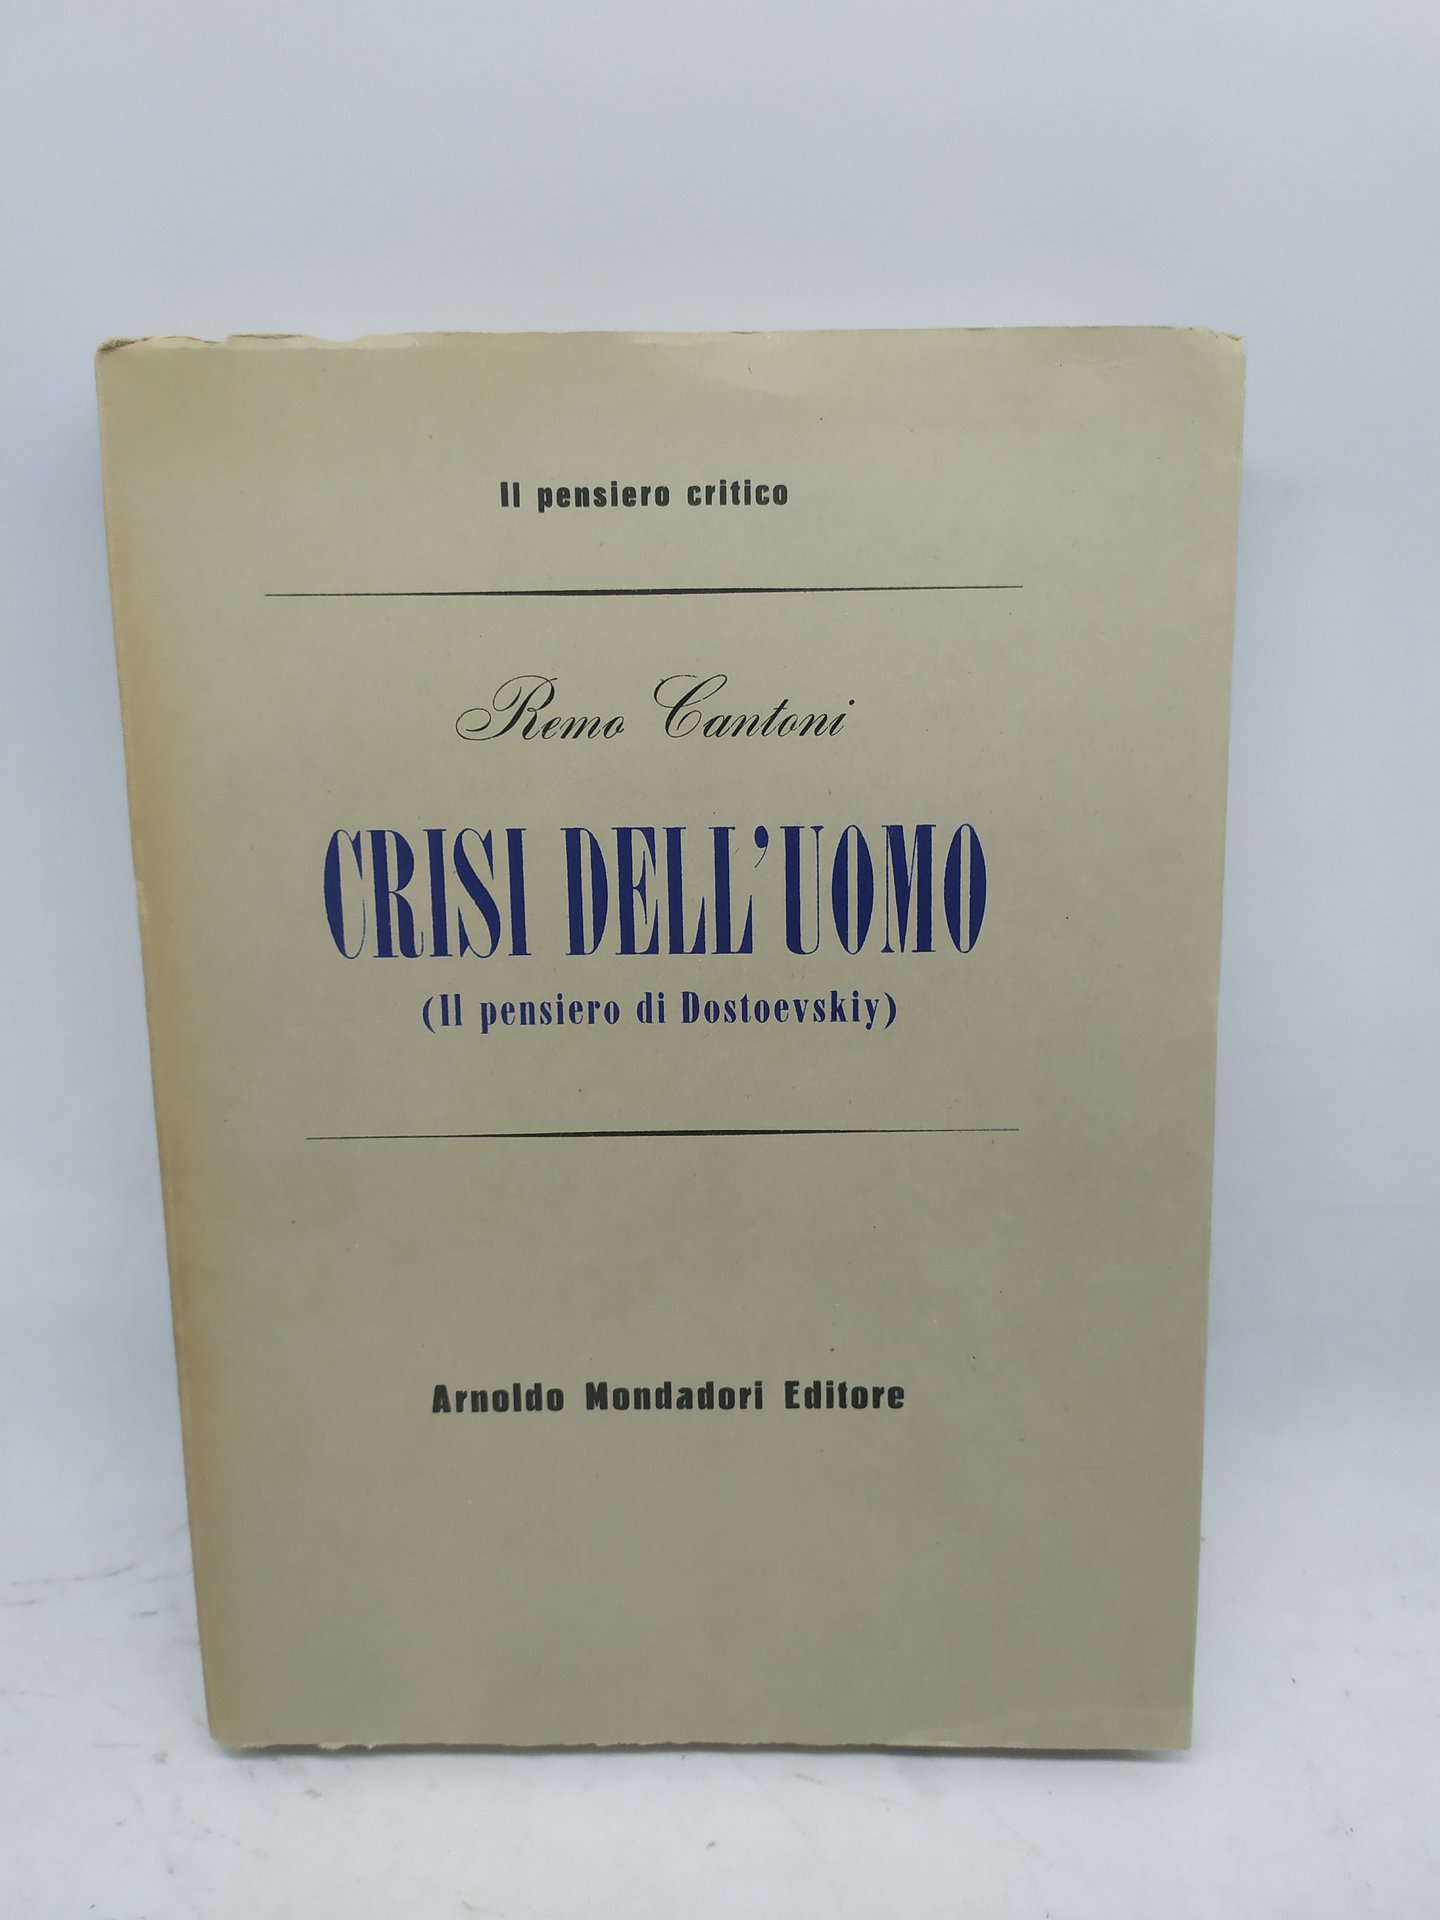 Il pensiero critico
Remo Cantoni
CRISI DELL'UOMO
(Il pensiero di Dostoevskiy)
Arnoldo Mondadori Editore